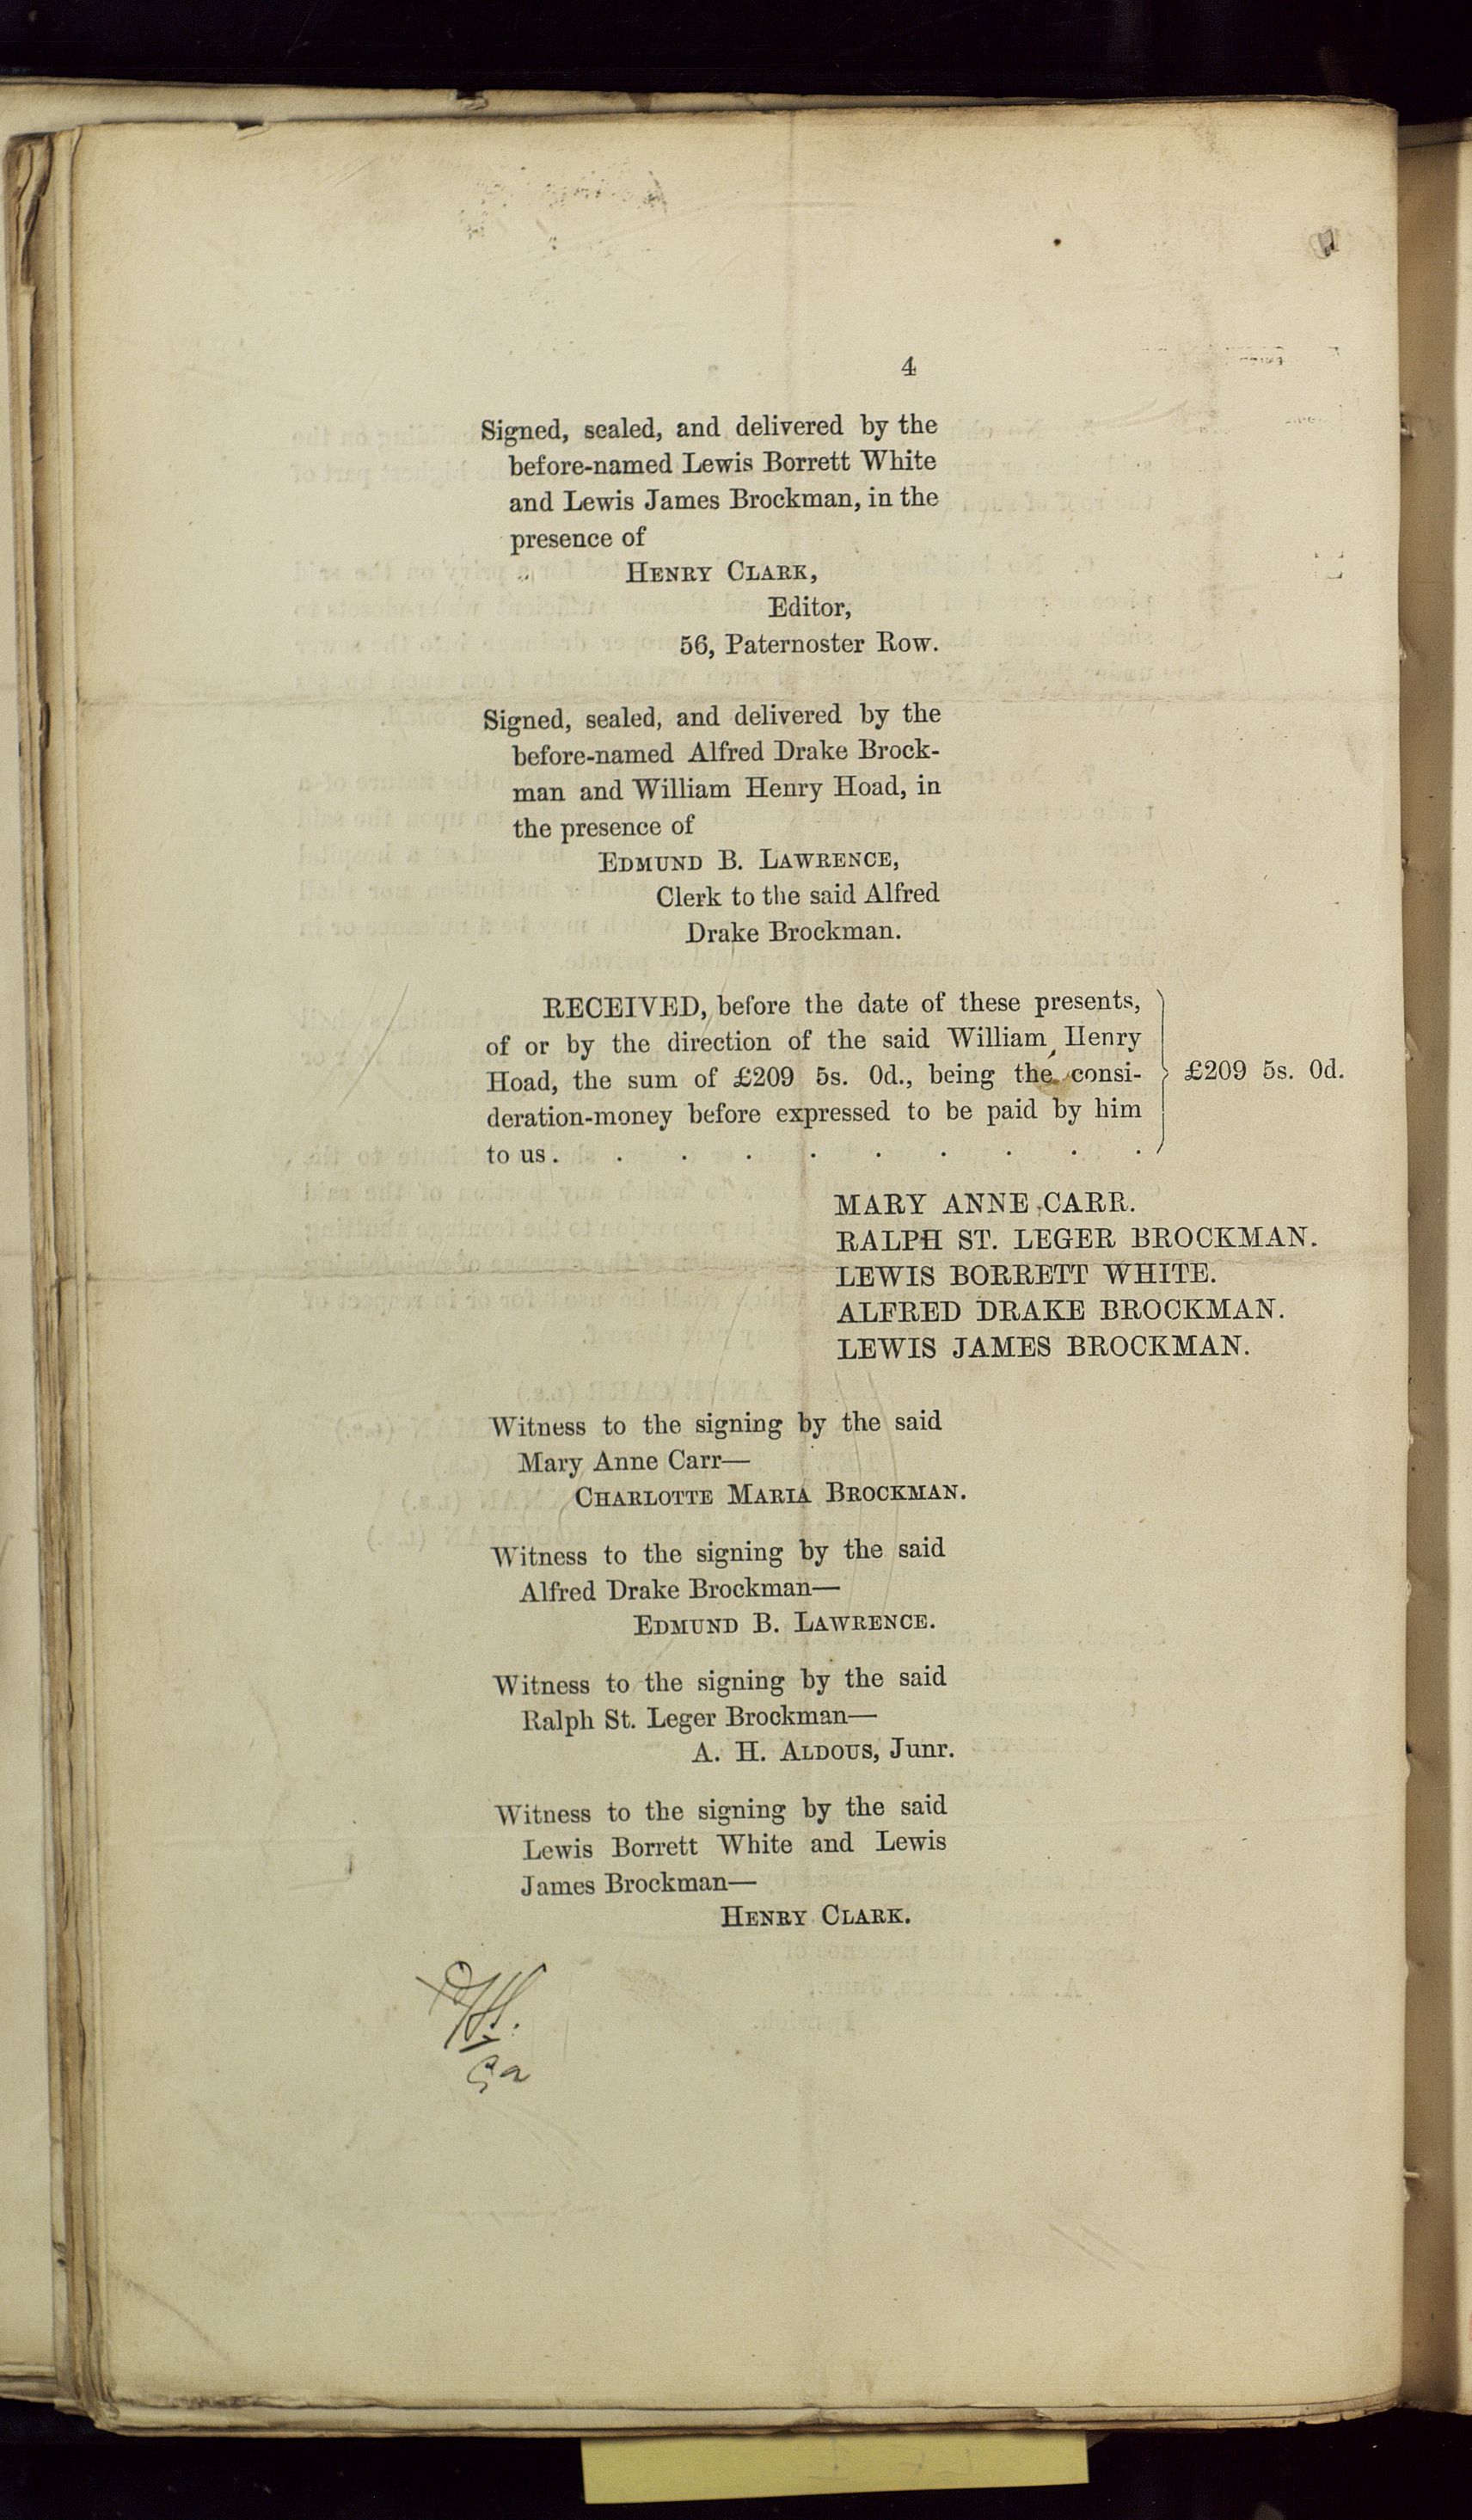 4
Signed, sealed, and delivered by the
before-named Lewis Borrett White
and Lewis James Brockman, in the
presence of
HENRY CLARK,
Editor,
56, Paternoster Row.
Signed, sealed, and delivered by the
before-named Alfred Drake Brock-
man and William Henry Hoad, in
the presence of
EDMUND B. LAWRENCE,
Clerk to the said Alfred
Drake Brockman.
RECEIVED, before the date of these presents,
of or by the direction of the said William Henry
Hoad, the sum of £209 5s. 0d., being the consi-
deration-money before expressed to be paid by him
to us . . . . . . . . . .
£209 5s. 0d.
MARY ANNE CARR.
RALPH ST. LEGER BROCKMAN.
LEWIS BORRETT WHITE.
ALFRED DRAKE BROCKMAN.
LEWIS JAMES BROCKMAN.
Witness to the signing by the said
Mary Anne Carr—
CHARLOTTE MARIA BROCKMAN.
Witness to the signing by the said
Alfred Drake Brockman—
EDMUND B. LAWRENCE.
Witness to the signing by the said
Ralph St. Leger Brockman—
A. H. ALDOUS, Junr.
Witness to the signing by the said
Lewis Borrett White and Lewis
James Brockman—
HENRY CLARK.